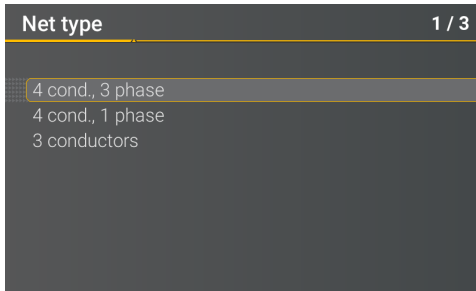 Net type 1 / 3
4 cond., 3 phase
4 cond., 1 phase
3 conductors